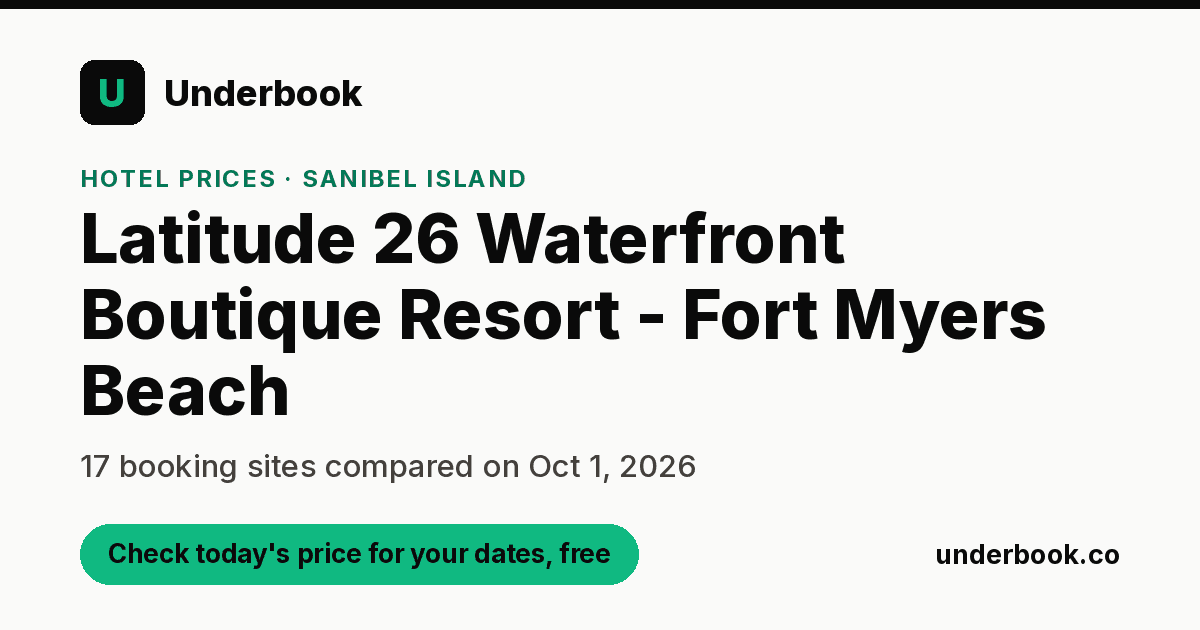 U Underbook
HOTEL PRICES · SANIBEL ISLAND
Latitude 26 Waterfront
Boutique Resort - Fort Myers
Beach
17 booking sites compared on Oct 1, 2026
Check today's price for your dates, free
underbook.co